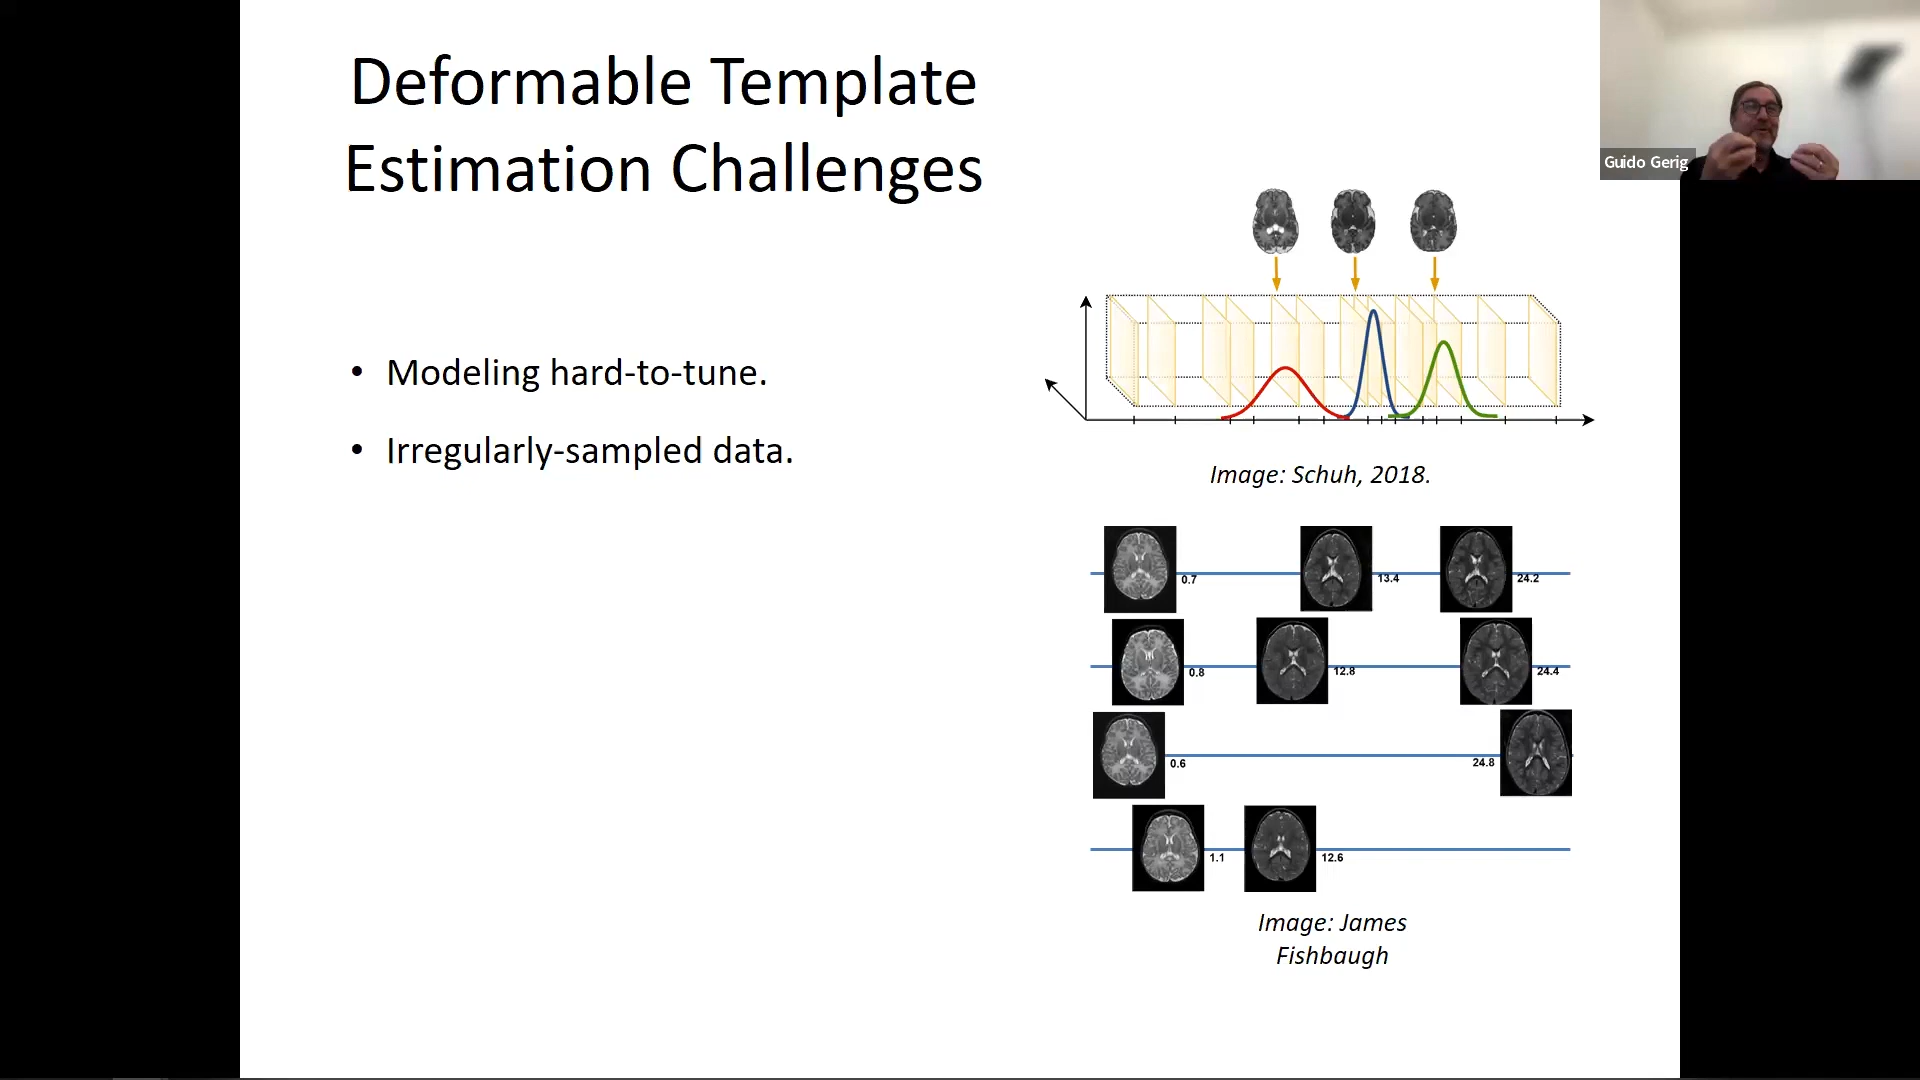 Deformable Template
Estimation Challenges
Guido Gerig
• Modeling hard-to-tune.
• Irregularly-sampled data.
Image: Schuh, 2018.
0.7
13.4
24.2
0.8
12.8
24.4
0.6
24.8
1.1
12.6
Image: James
Fishbaugh